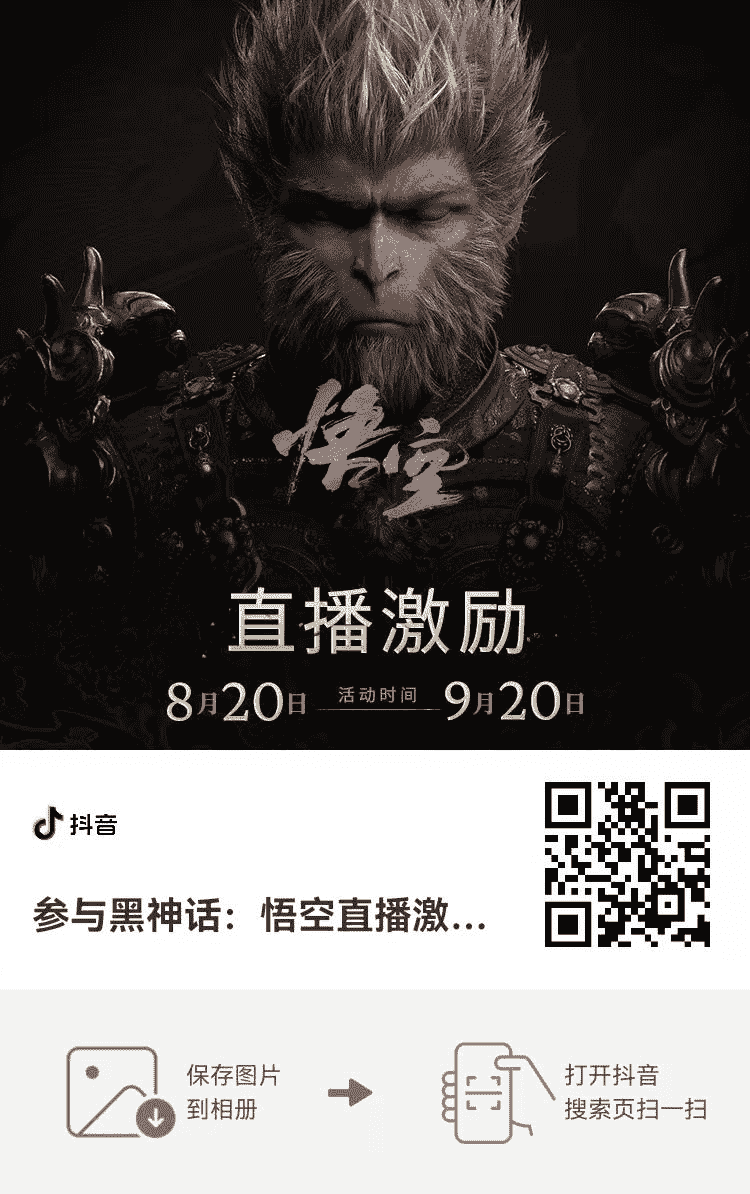 悟空
直播激励
8月20日 活动时间 9月20日
抖音
参与黑神话：悟空直播激...
保存图片
到相册
打开抖音
搜索页扫一扫